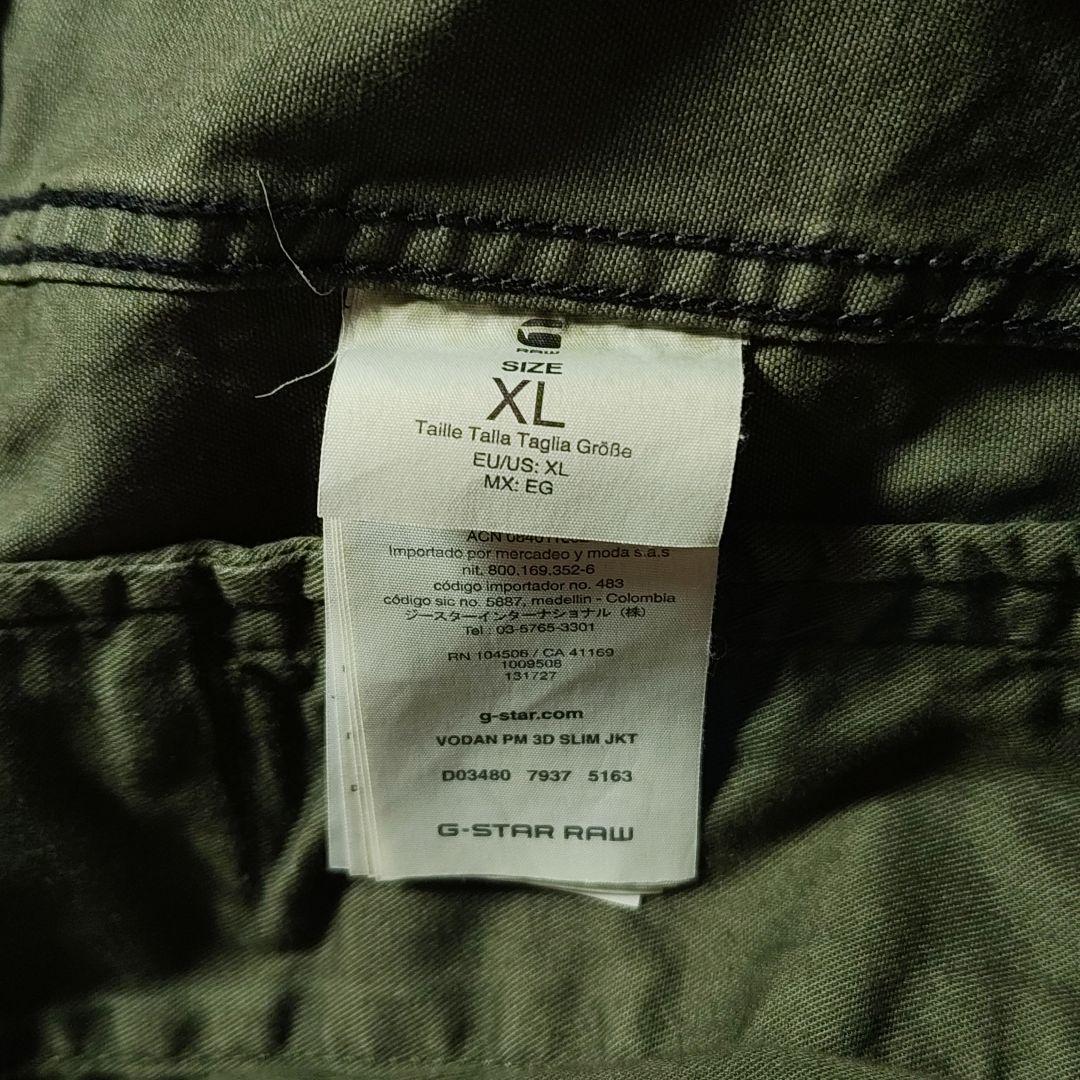 RAW
SIZE
XL
Taille Talla Taglia Größe
EU/US: XL
MX: EG
ACN
Importado por mercadeo y moda s.a.s
nit. 800.169.352-6
código importador no. 483
código sic no. 5887, medellin - Colombia
ジースターインターナショナル（株）
Tel : 03-5765-3301
RN 104506 / CA 41169
1009508
131727
g-star.com
VODAN PM 3D SLIM JKT
D03480 7937 5163
G-STAR RAW